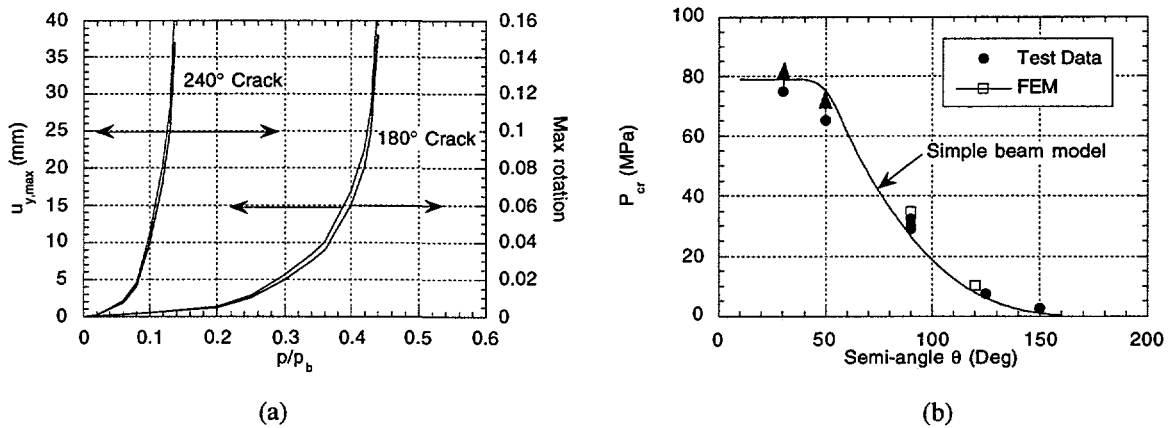 40
35
30
25
20
15
10
5
0
u y,max (mm)
240° Crack
180° Crack
0.16
0.14
0.12
0.1
0.08
0.06
0.04
0.02
0
Max rotation
0 0.1 0.2 0.3 0.4 0.5 0.6
p/p b
(a)
100
80
60
40
20
0
P cr (MPa)
Test Data
FEM
Simple beam model
0 50 100 150 200
Semi-angle θ (Deg)
(b)